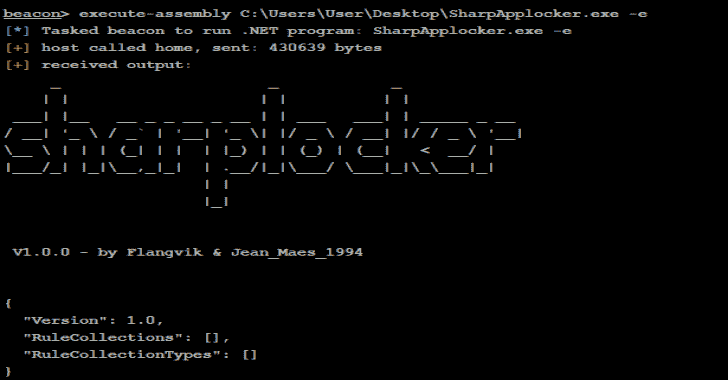 beacon> execute-assembly C:\Users\User\Desktop\SharpApplocker.exe -e
[*] Tasked beacon to run .NET program: SharpApplocker.exe -e
[+] host called home, sent: 430639 bytes
[+] received output:
sharplocker
V1.0.0 - by Flangvik & Jean_Maes_1994
{
"Version": 1.0,
"RuleCollections": [],
"RuleCollectionTypes": []
}